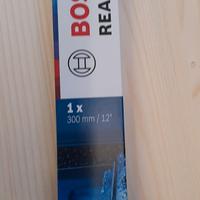 BOS
REA
1 x
300 mm / 12"